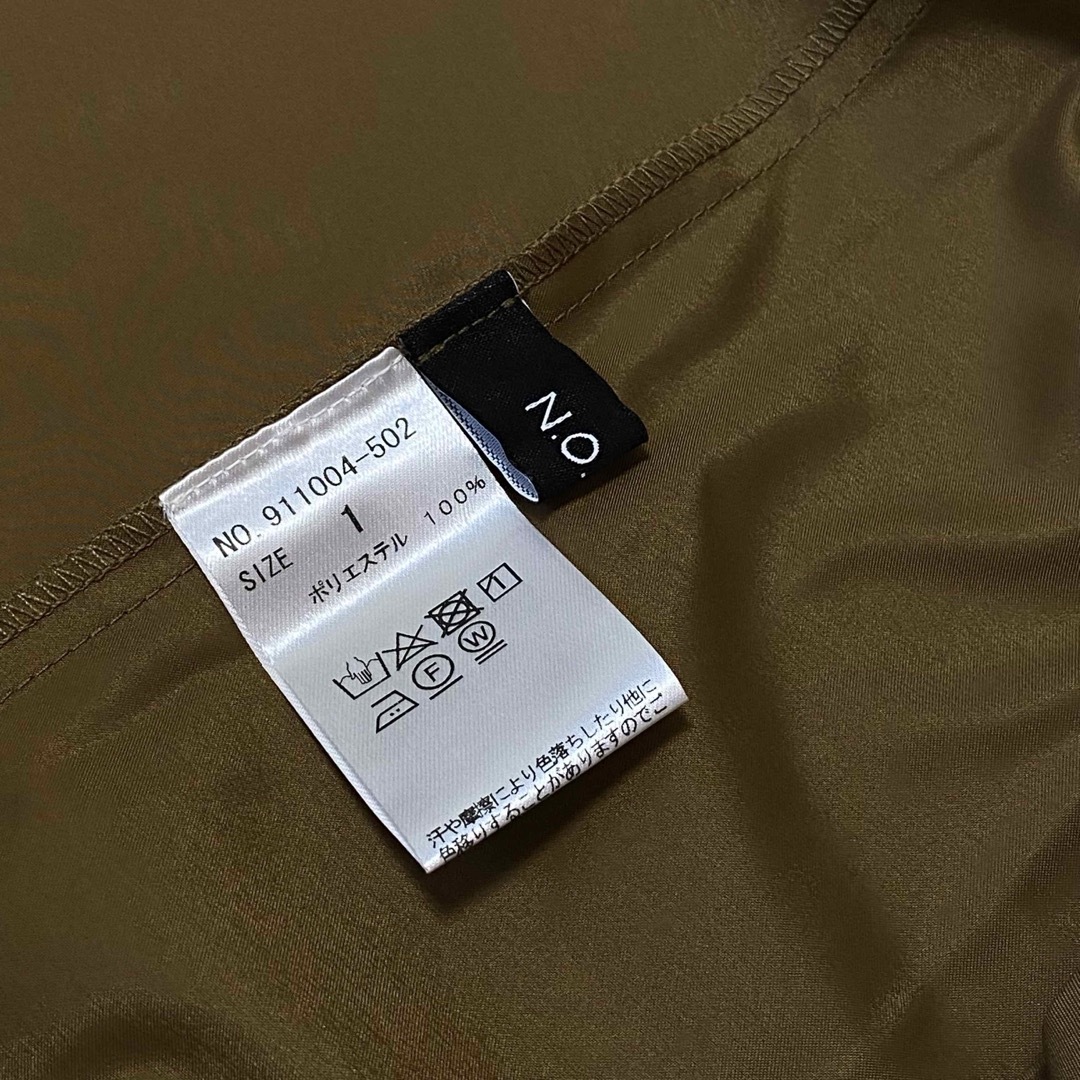 N.O.
NO.911004-502
SIZE 1
ポリエステル 100%
1
F W
汗や摩擦により色落ちしたり他に
色移りすることがありますのでご